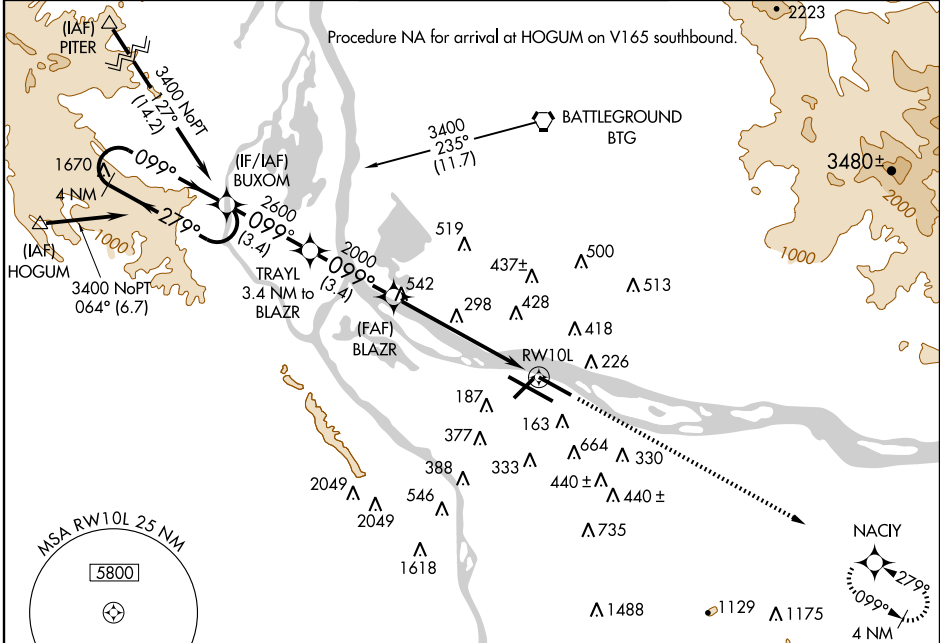 (IAF)
PITER
3400 NoPT
127°
(14.2)
Procedure NA for arrival at HOGUM on V165 southbound.
2223
BATTLEGROUND
BTG
3400
235°
(11.7)
3480±
2000
1000
1670
4 NM
099°
279°
(IF/IAF)
BUXOM
2600
099°
(3.4)
(IAF)
HOGUM
1000
3400 NoPT
064° (6.7)
TRAYL
3.4 NM to
BLAZR
2000
099°
(3.4)
542
(FAF)
BLAZR
519
437±
500
513
298
428
418
226
RW10L
187
163
377
664
330
333
388
440±
440±
2049
2049
546
735
1618
1488
1129
1175
MSA RW10L 25 NM
5800
NACIY
279°
099°
4 NM